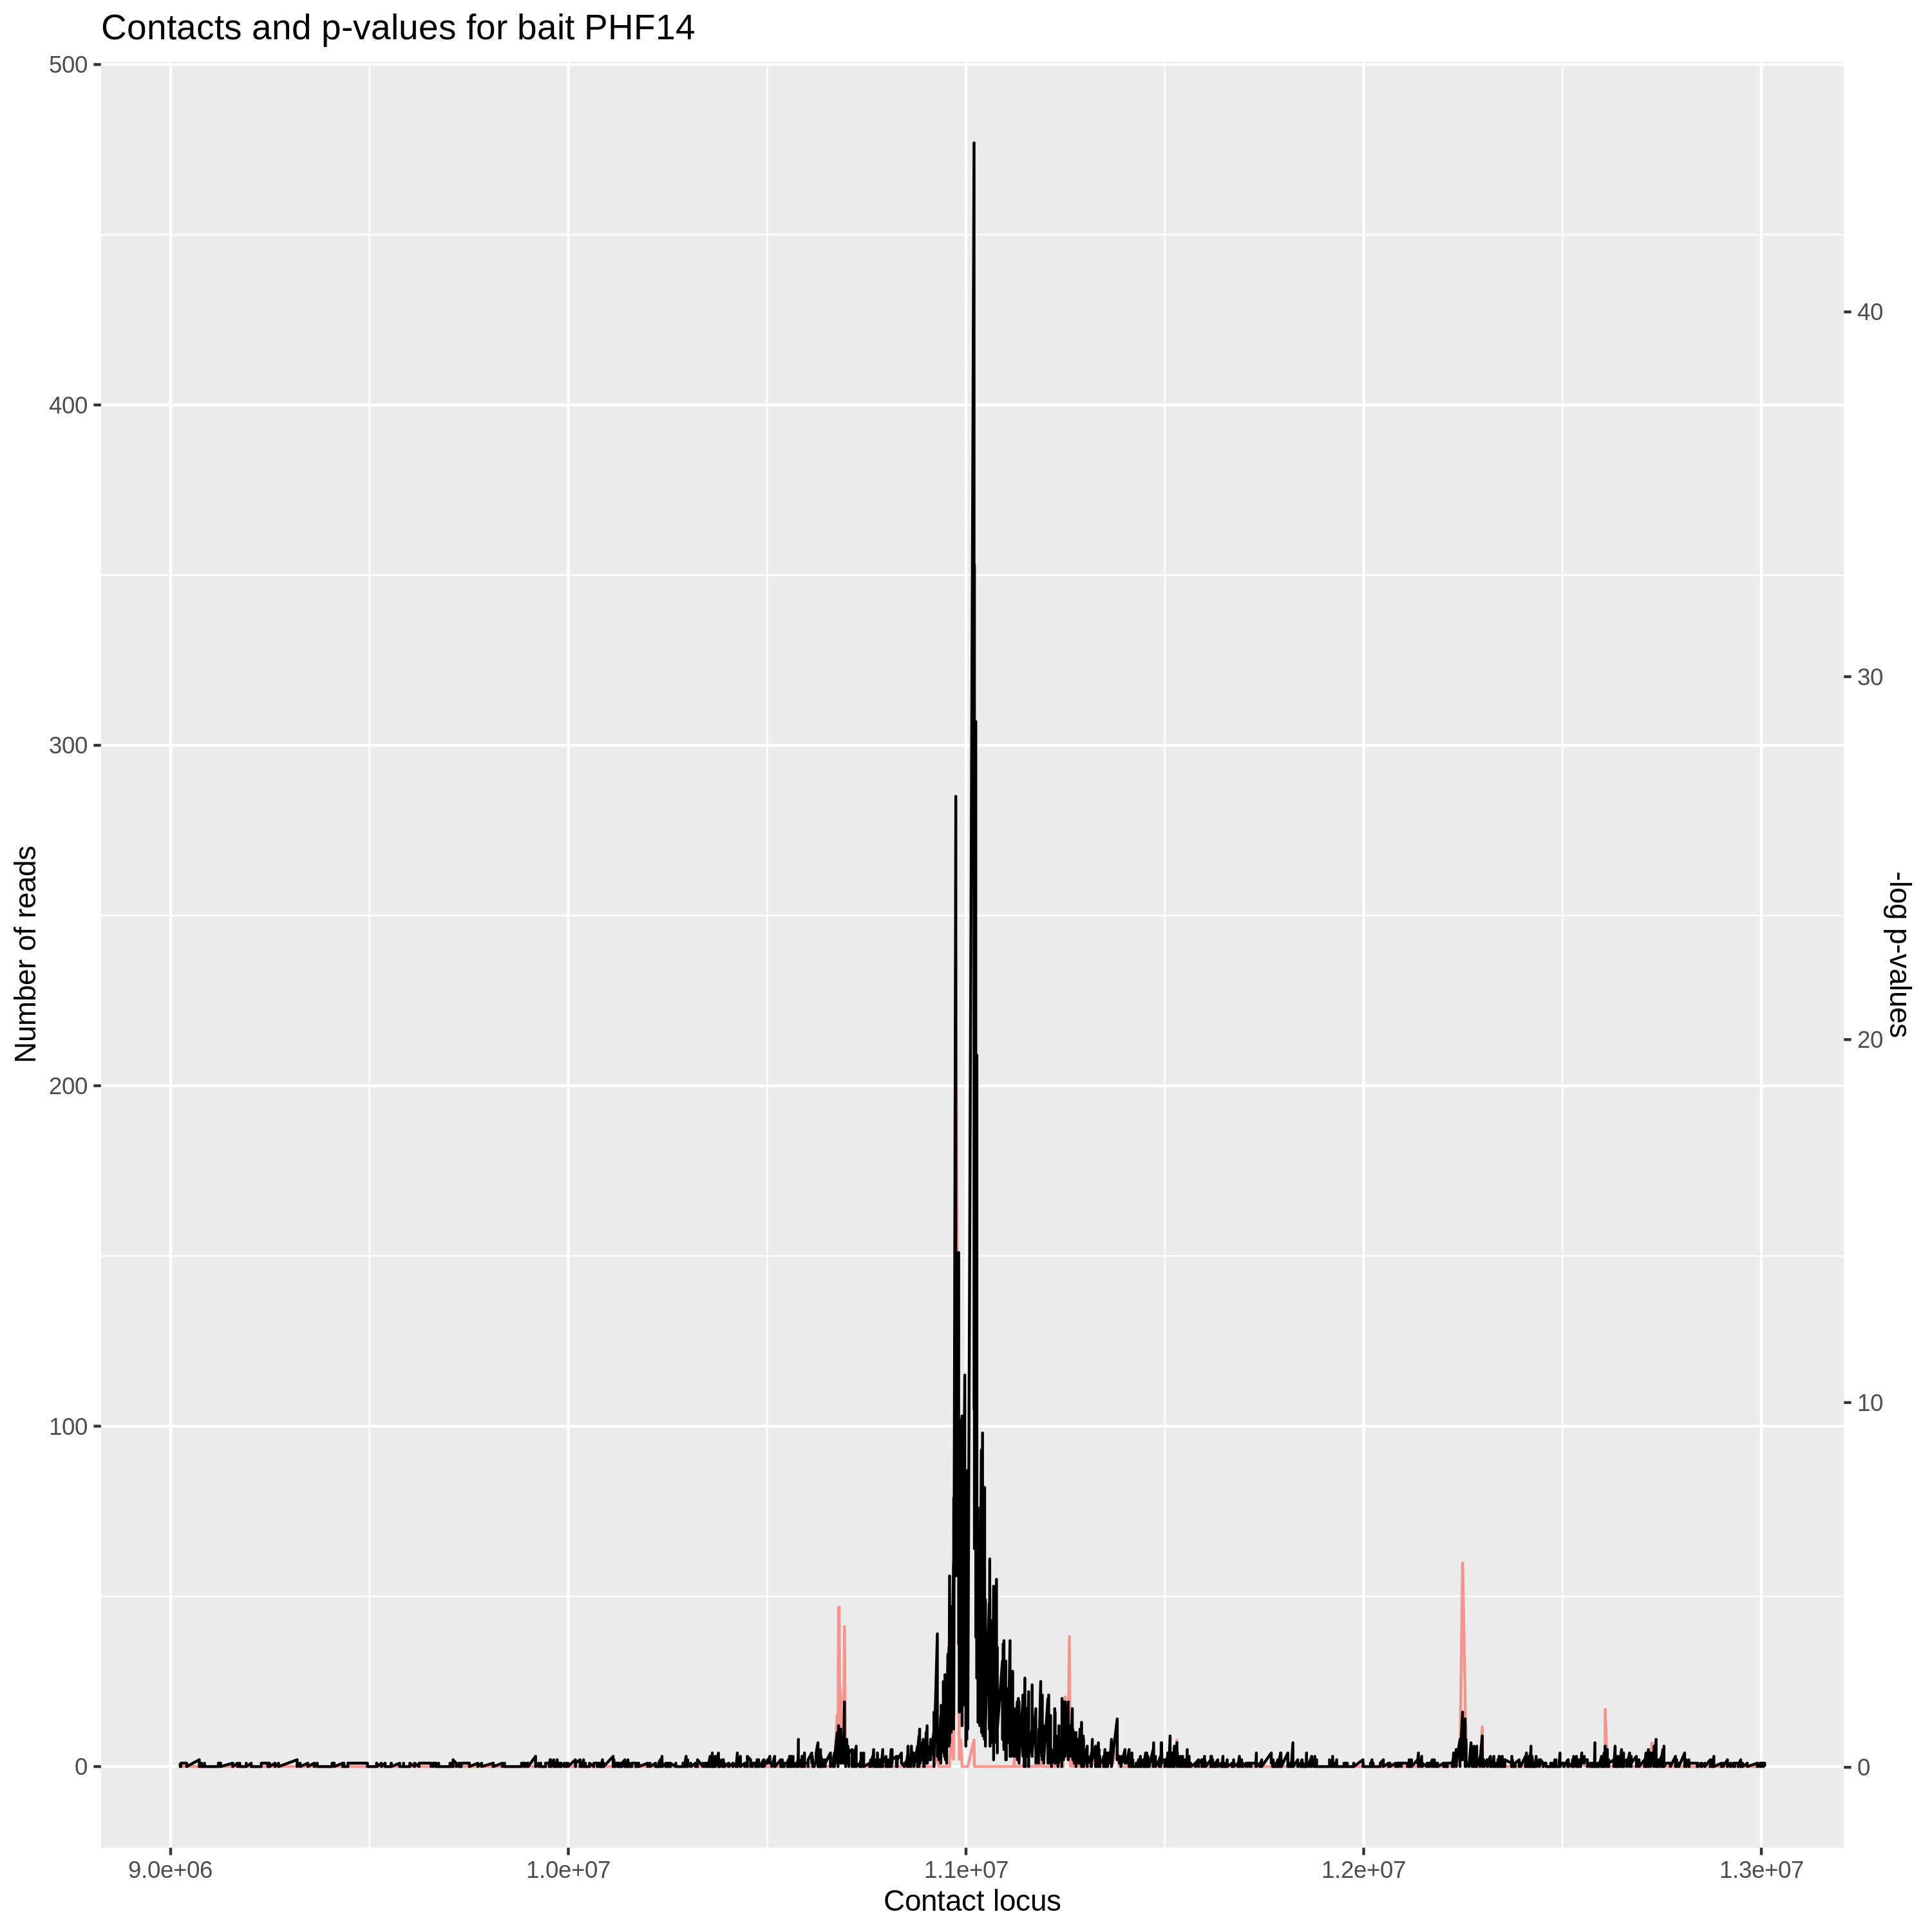 Contacts and p-values for bait PHF14
500
400
300
200
100
0
Number of reads
40
30
20
10
0
-log p-values
9.0e+06
1.0e+07
1.1e+07
1.2e+07
1.3e+07
Contact locus